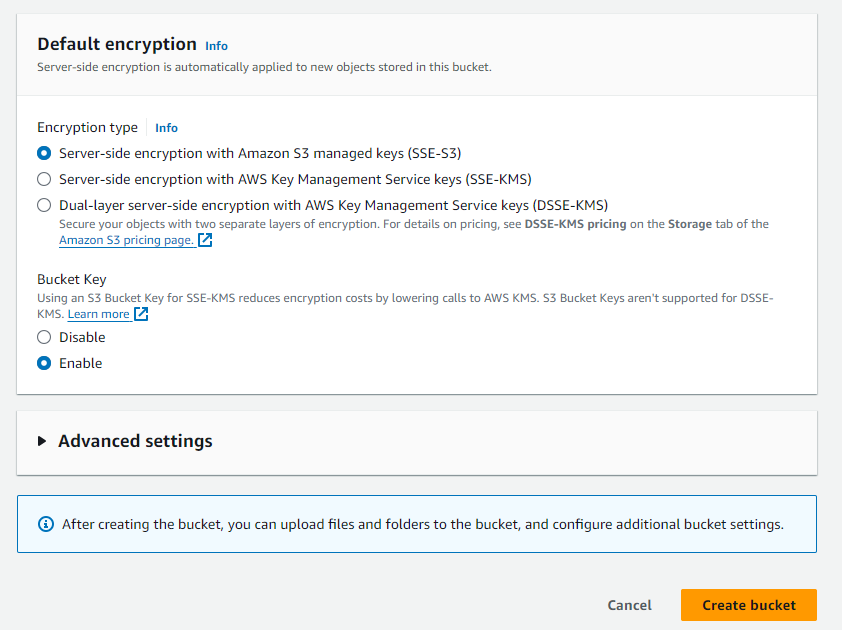 Default encryption Info
Server-side encryption is automatically applied to new objects stored in this bucket.
Encryption type Info
Server-side encryption with Amazon S3 managed keys (SSE-S3)
Server-side encryption with AWS Key Management Service keys (SSE-KMS)
Dual-layer server-side encryption with AWS Key Management Service keys (DSSE-KMS)
Secure your objects with two separate layers of encryption. For details on pricing, see DSSE-KMS pricing on the Storage tab of the
Amazon S3 pricing page.
Bucket Key
Using an S3 Bucket Key for SSE-KMS reduces encryption costs by lowering calls to AWS KMS. S3 Bucket Keys aren't supported for DSSE-
KMS. Learn more
Disable
Enable
Advanced settings
After creating the bucket, you can upload files and folders to the bucket, and configure additional bucket settings.
Cancel Create bucket